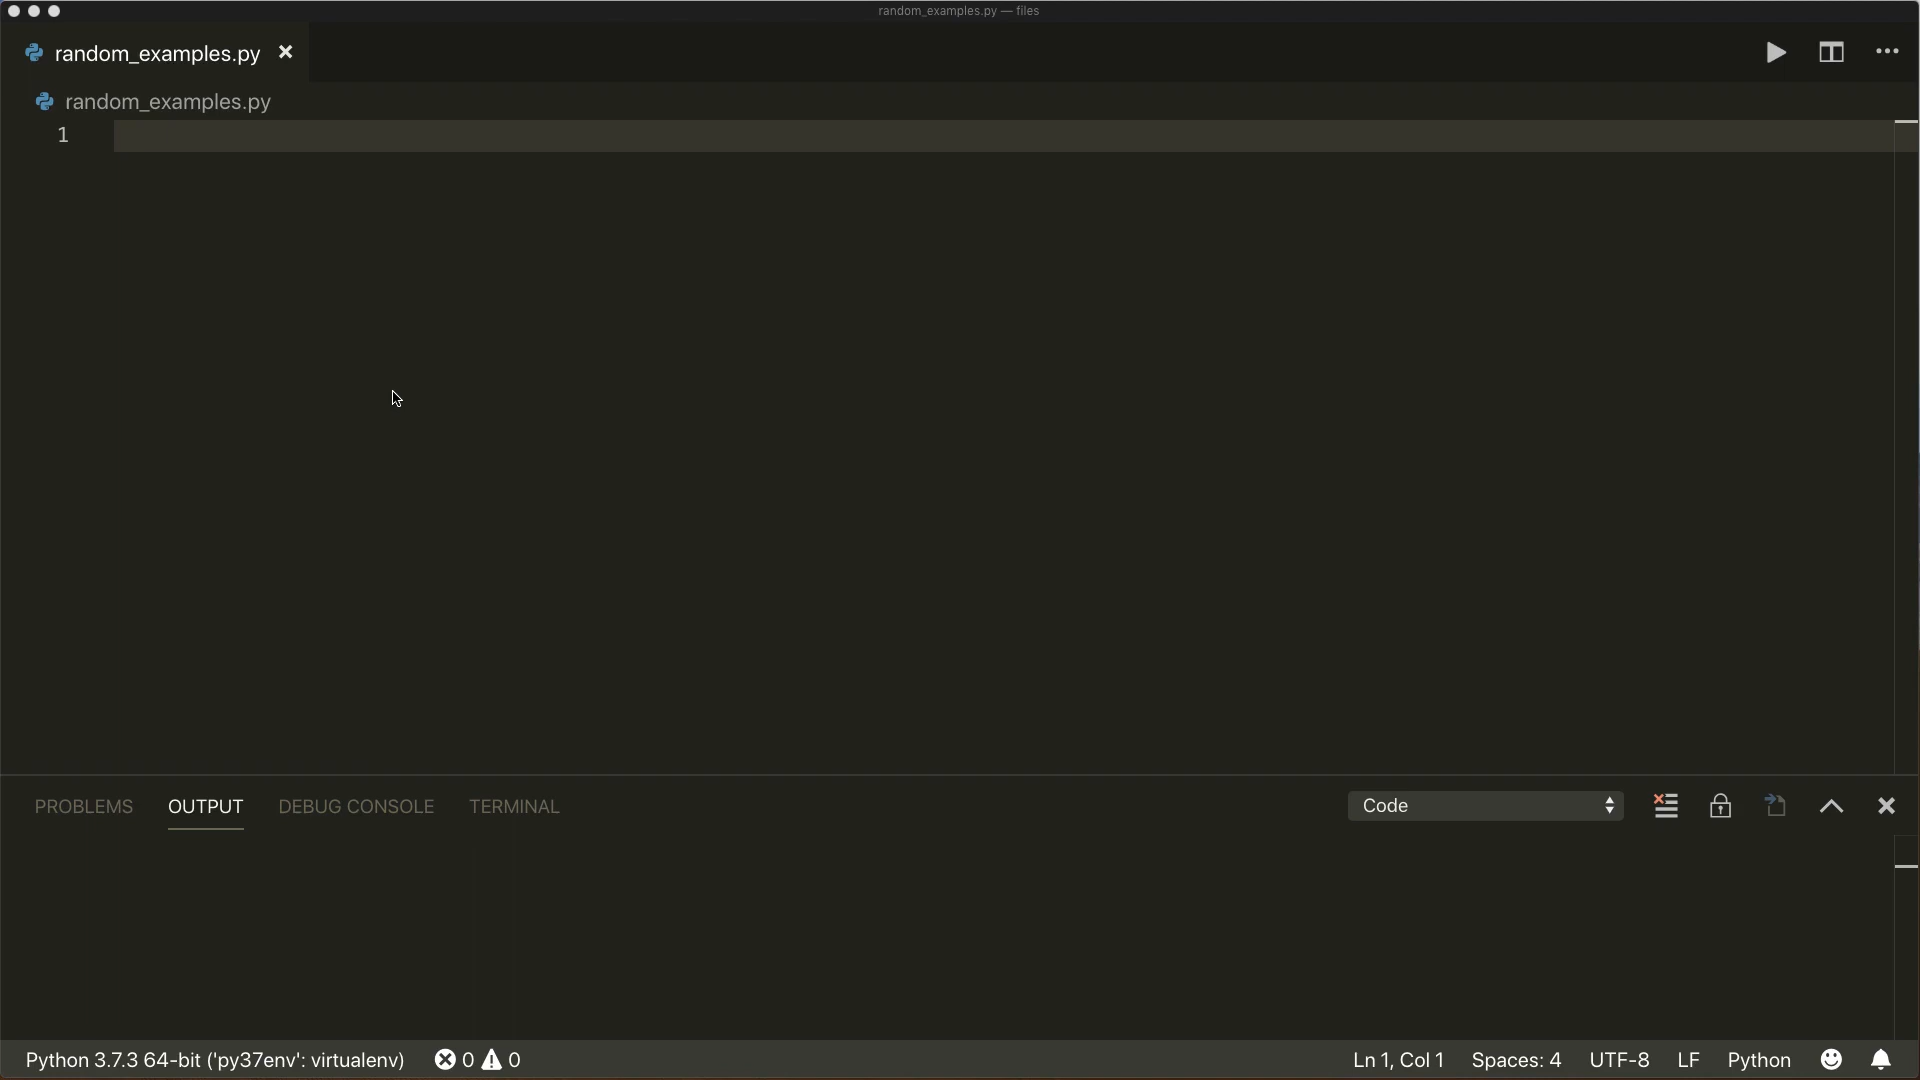 random_examples.py — files
random_examples.py
random_examples.py
1
PROBLEMS OUTPUT DEBUG CONSOLE TERMINAL Code
Python 3.7.3 64-bit ('py37env': virtualenv) 0 0 Ln 1, Col 1 Spaces: 4 UTF-8 LF Python